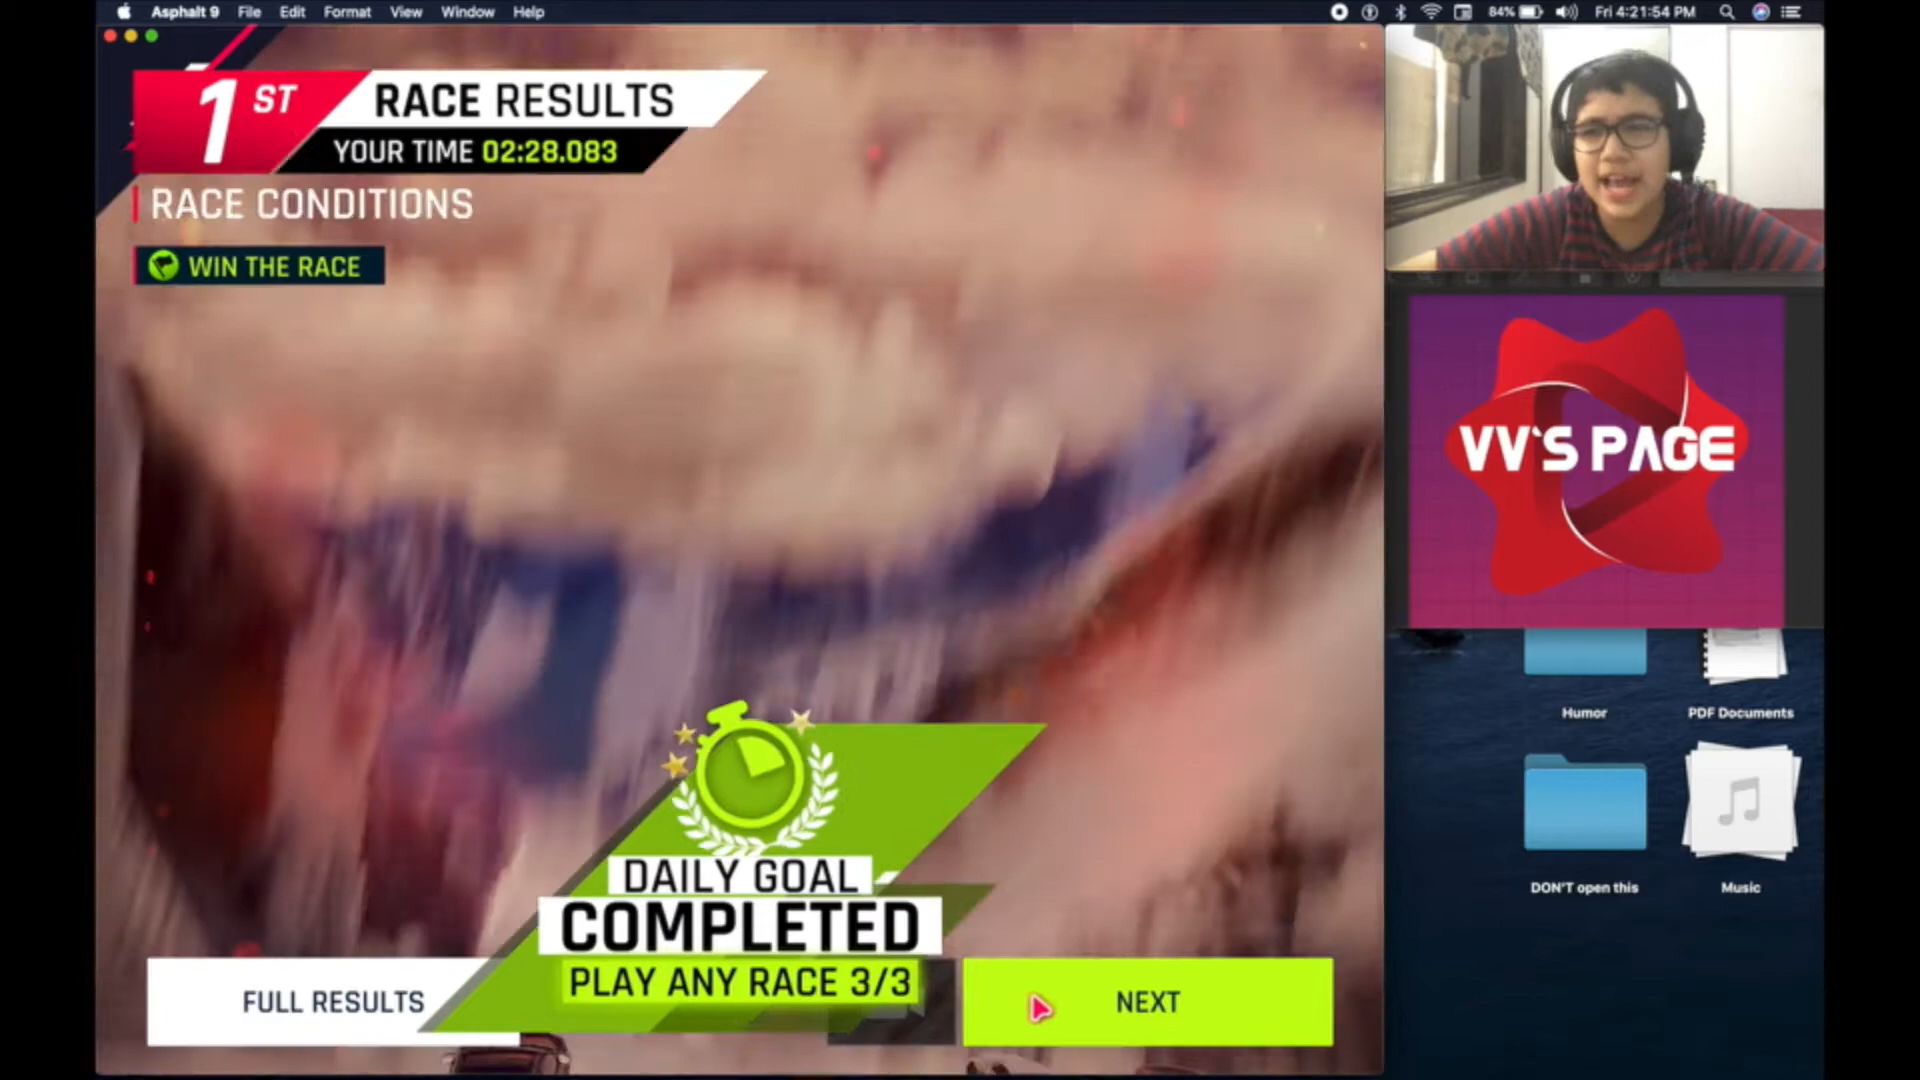 Asphalt 9 File Edit Format View Window Help
84% Fri 4:21:54 PM
1ST
RACE RESULTS
YOUR TIME 02:28.083
RACE CONDITIONS
WIN THE RACE
VV'S PAGE
Humor
PDF Documents
DON'T open this
Music
DAILY GOAL
COMPLETED
PLAY ANY RACE 3/3
FULL RESULTS
NEXT